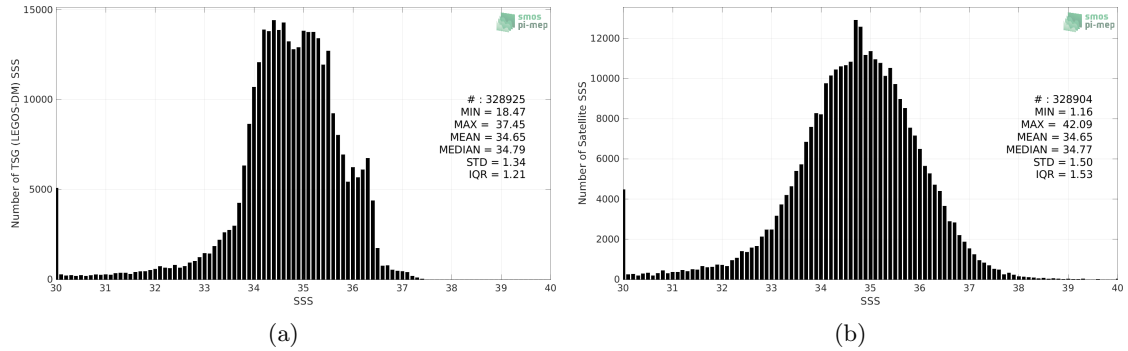 smos
pi-mep
Number of TSG (LEGOS-DM) SSS
15000
10000
5000
0
# : 328925
MIN = 18.47
MAX = 37.45
MEAN = 34.65
MEDIAN = 34.79
STD = 1.34
IQR = 1.21
30 31 32 33 34 35 36 37 38 39 40
SSS
(a)
smos
pi-mep
Number of Satellite SSS
12000
10000
8000
6000
4000
2000
0
# : 328904
MIN = 1.16
MAX = 42.09
MEAN = 34.65
MEDIAN = 34.77
STD = 1.50
IQR = 1.53
30 31 32 33 34 35 36 37 38 39 40
SSS
(b)